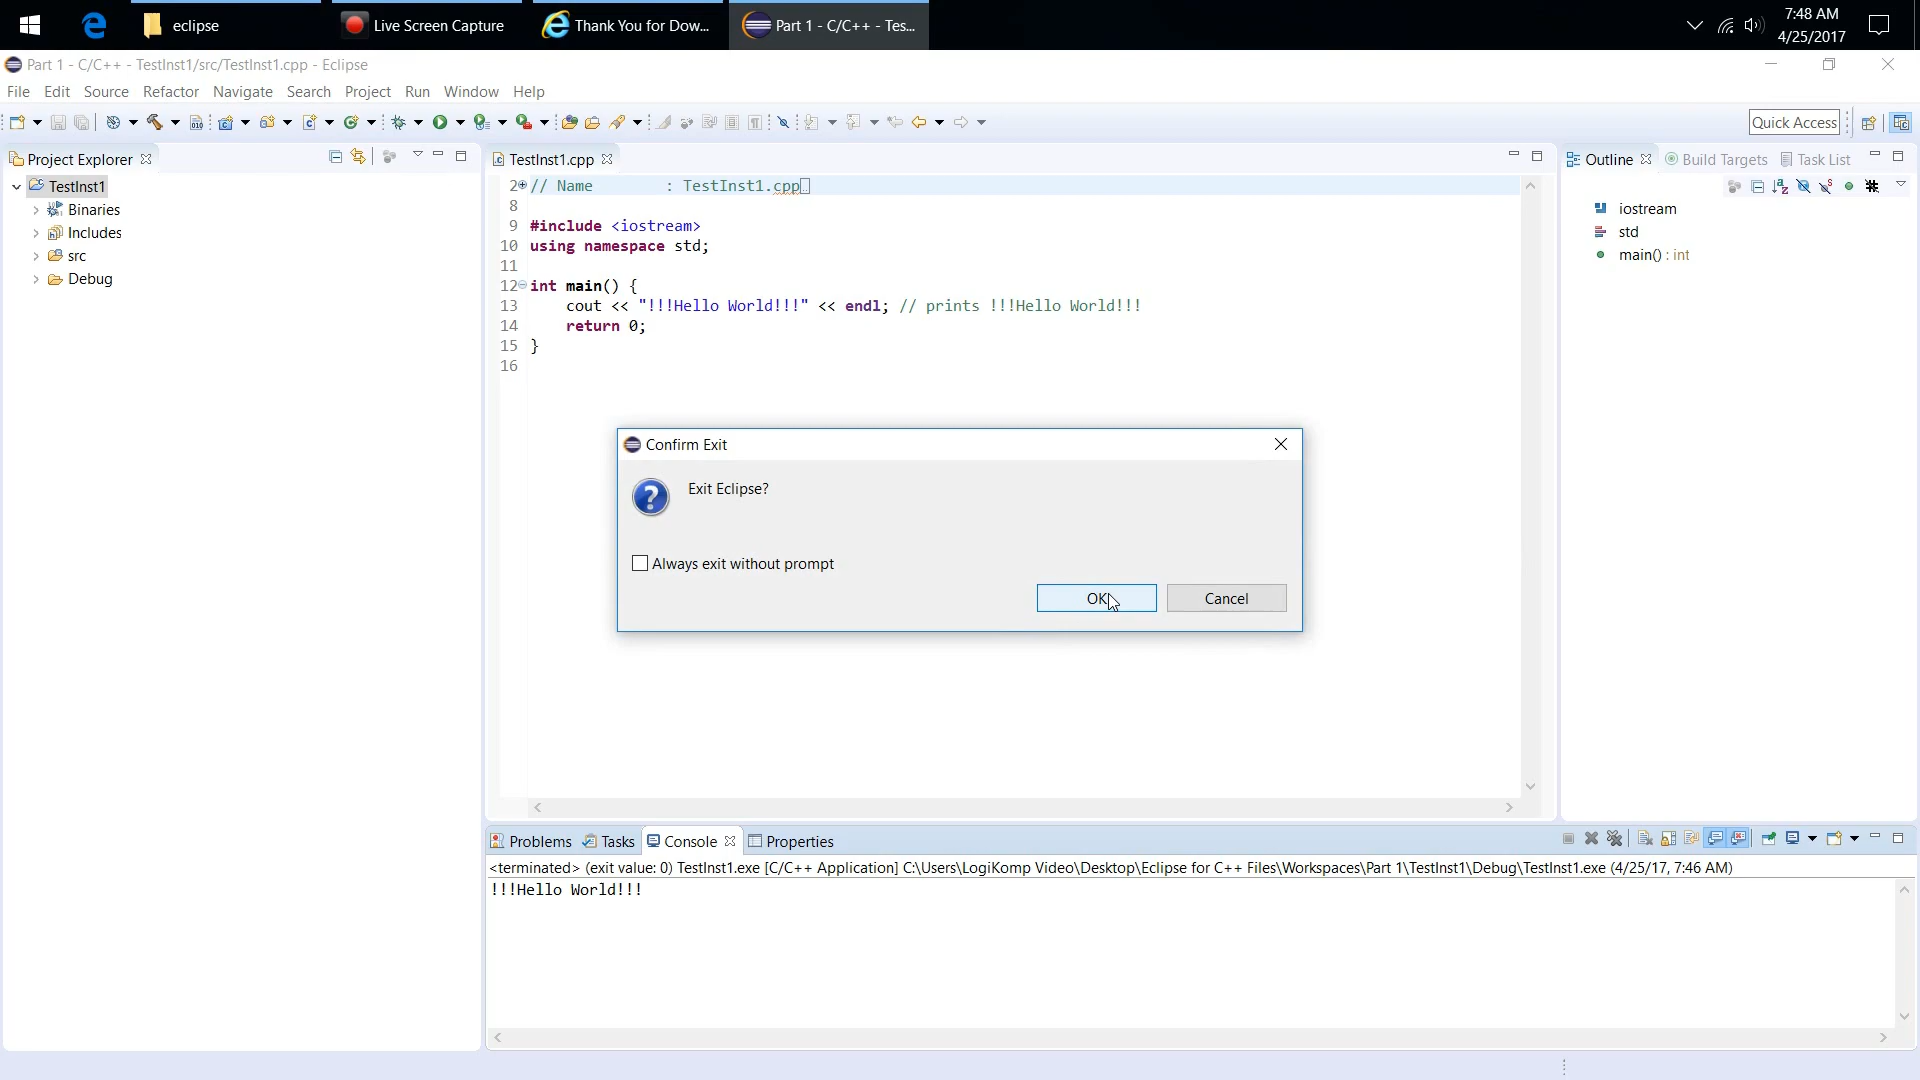 eclipse
Live Screen Capture
Thank You for Dow...
Part 1 - C/C++ - Tes...
7:48 AM
4/25/2017
Part 1 - C/C++ - TestInst1/src/TestInst1.cpp - Eclipse
File Edit Source Refactor Navigate Search Project Run Window Help
Quick Access
Project Explorer
TestInst1
Binaries
Includes
src
Debug
TestInst1.cpp
2 // Name        : TestInst1.cpp
8
9 #include <iostream>
10 using namespace std;
11
12 int main() {
13     cout << "!!!Hello World!!!" << endl; // prints !!!Hello World!!!
14     return 0;
15 }
16
Outline Build Targets Task List
iostream
std
main() : int
Confirm Exit
Exit Eclipse?
Always exit without prompt
OK Cancel
Problems Tasks Console Properties
<terminated> (exit value: 0) TestInst1.exe [C/C++ Application] C:\Users\LogiKomp Video\Desktop\Eclipse for C++ Files\Workspaces\Part 1\TestInst1\Debug\TestInst1.exe (4/25/17, 7:46 AM)
!!!Hello World!!!